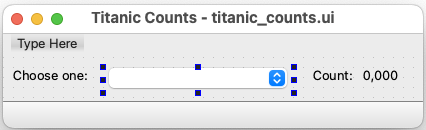 Titanic Counts - titanic_counts.ui
Type Here
Choose one: Count: 0,000